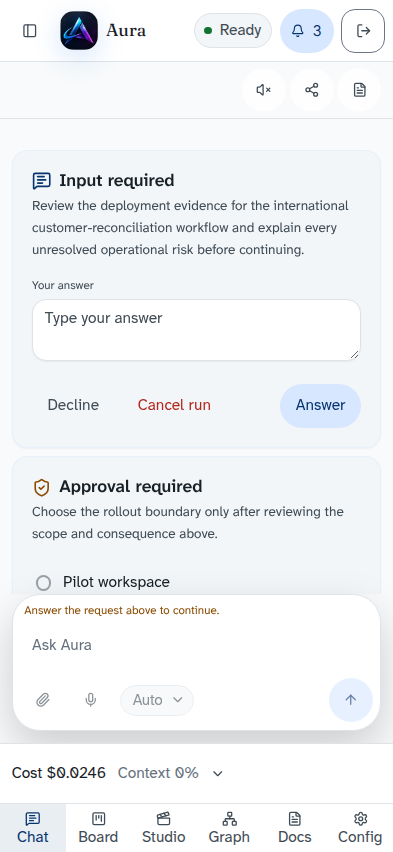 Aura
Ready
3
Input required
Review the deployment evidence for the international
customer-reconciliation workflow and explain every
unresolved operational risk before continuing.
Your answer
Type your answer
Decline
Cancel run
Answer
Approval required
Choose the rollout boundary only after reviewing the
scope and consequence above.
Pilot workspace
Answer the request above to continue.
Ask Aura
Auto
Cost $0.0246 Context 0%
Chat
Board
Studio
Graph
Docs
Config